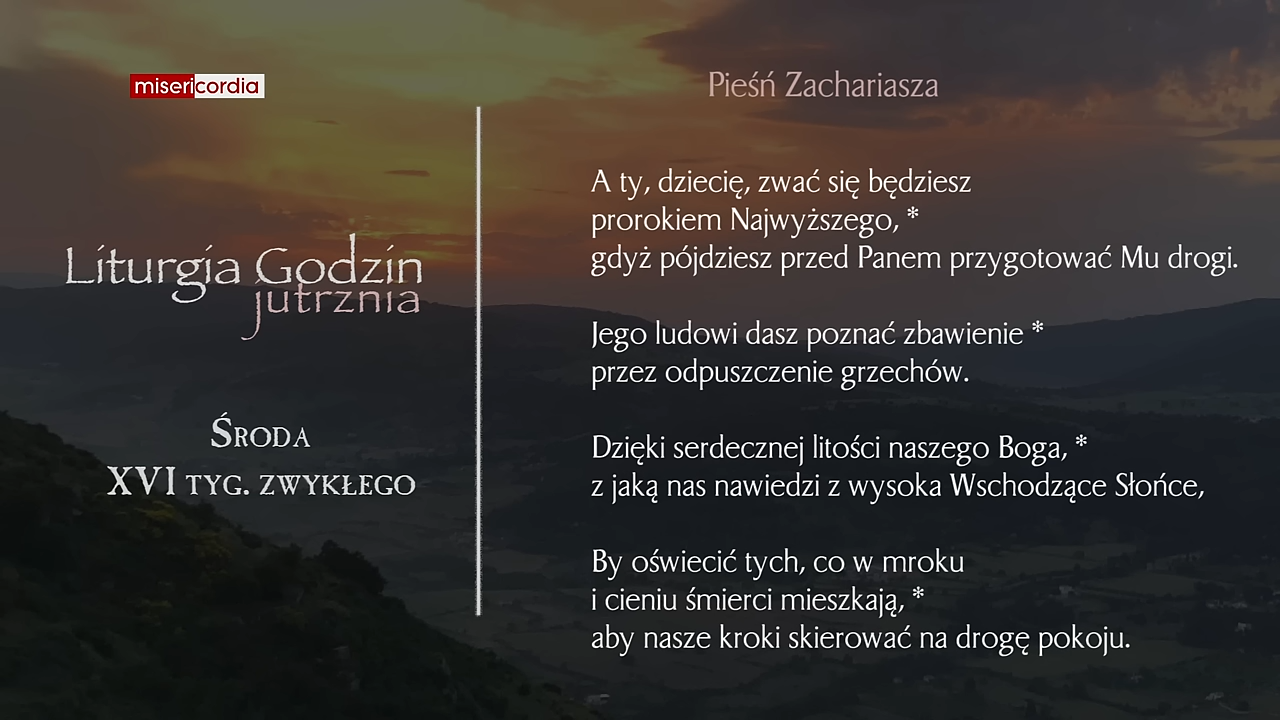 misericordia
Liturgia Godzin
jutrznia
Środa
XVI tyg. zwykłego
Pieśń Zachariasza
A ty, dziecię, zwać się będziesz
prorokiem Najwyższego, *
gdyż pójdziesz przed Panem przygotować Mu drogi.
Jego ludowi dasz poznać zbawienie *
przez odpuszczenie grzechów.
Dzięki serdecznej litości naszego Boga, *
z jaką nas nawiedzi z wysoka Wschodzące Słońce,
By oświecić tych, co w mroku
i cieniu śmierci mieszkają, *
aby nasze kroki skierować na drogę pokoju.